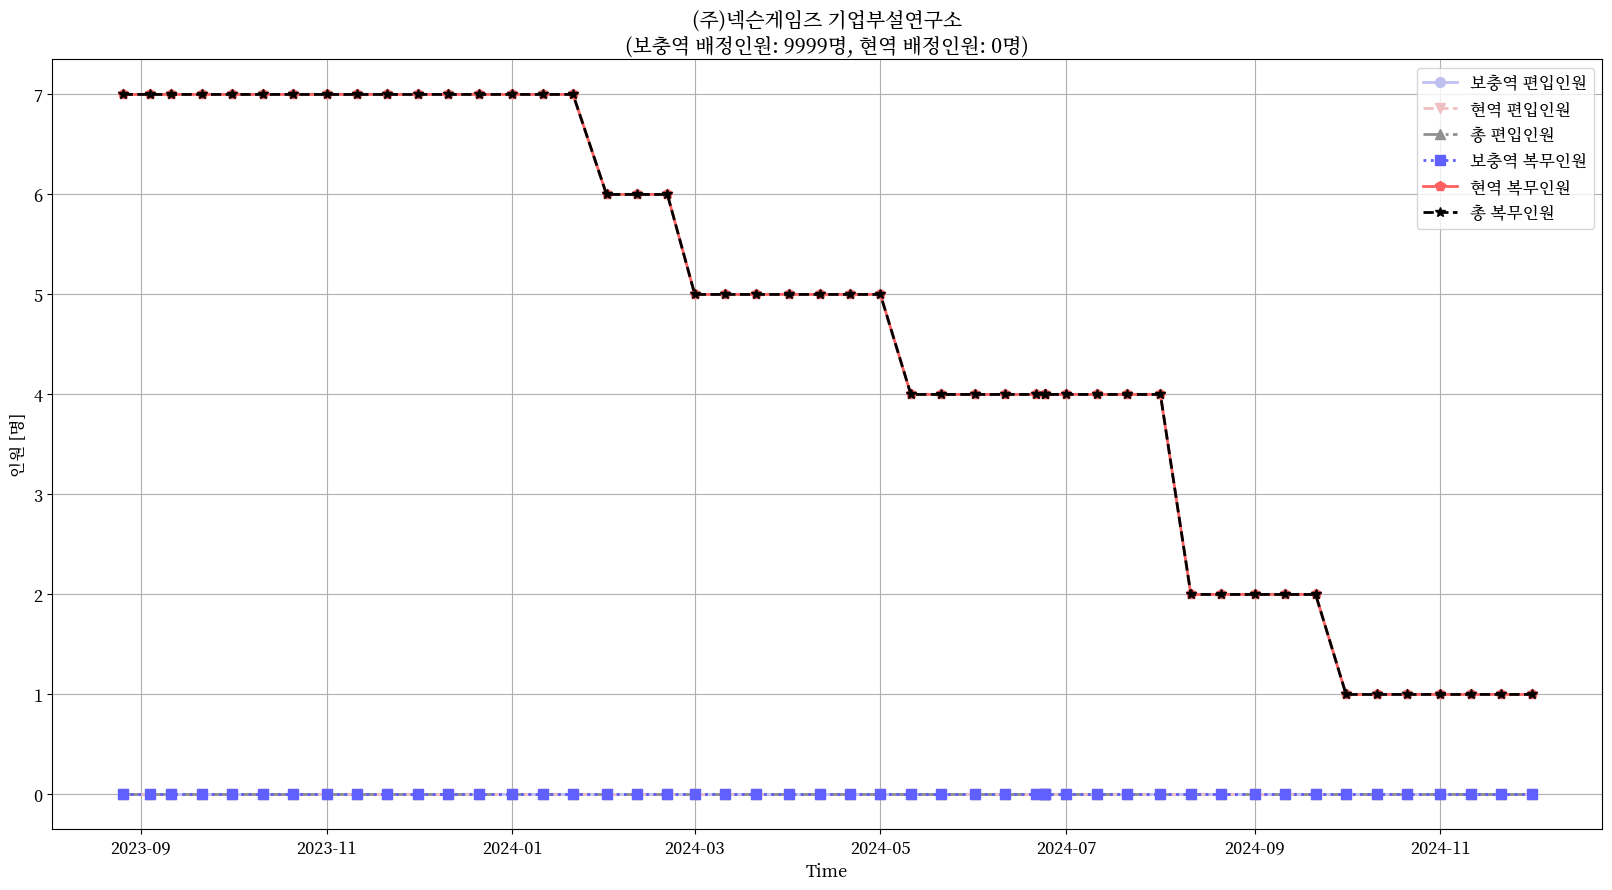 (주)넥슨게임즈 기업부설연구소
(보충역 배정인원: 9999명, 현역 배정인원: 0명)
보충역 편입인원
현역 편입인원
총 편입인원
보충역 복무인원
현역 복무인원
총 복무인원
인원 [명]
7
6
5
4
3
2
1
0
2023-09
2023-11
2024-01
2024-03
2024-05
2024-07
2024-09
2024-11
Time